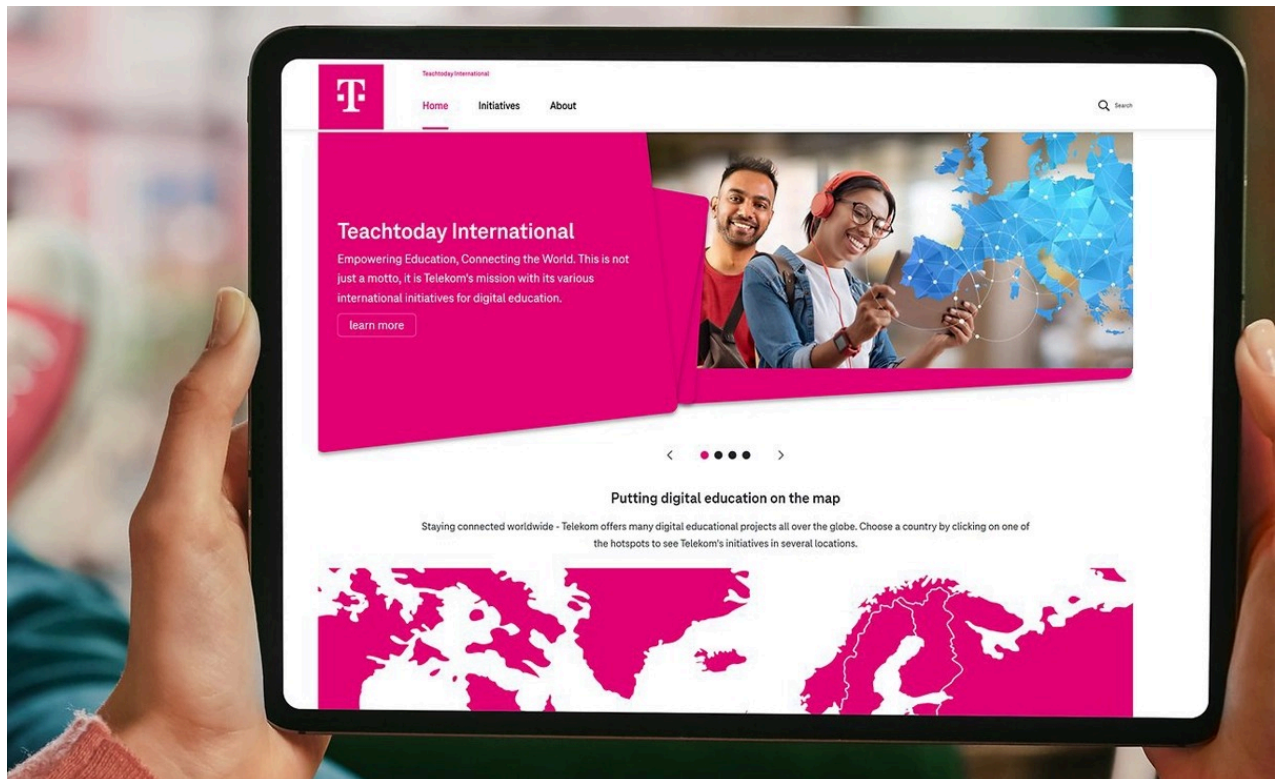 T
Teachtoday International
Home Initiatives About Search
Teachtoday International
Empowering Education, Connecting the World. This is not
just a motto, it is Telekom's mission with its various
international initiatives for digital education.
learn more
Putting digital education on the map
Staying connected worldwide - Telekom offers many digital educational projects all over the globe. Choose a country by clicking on one of
the hotspots to see Telekom's initiatives in several locations.